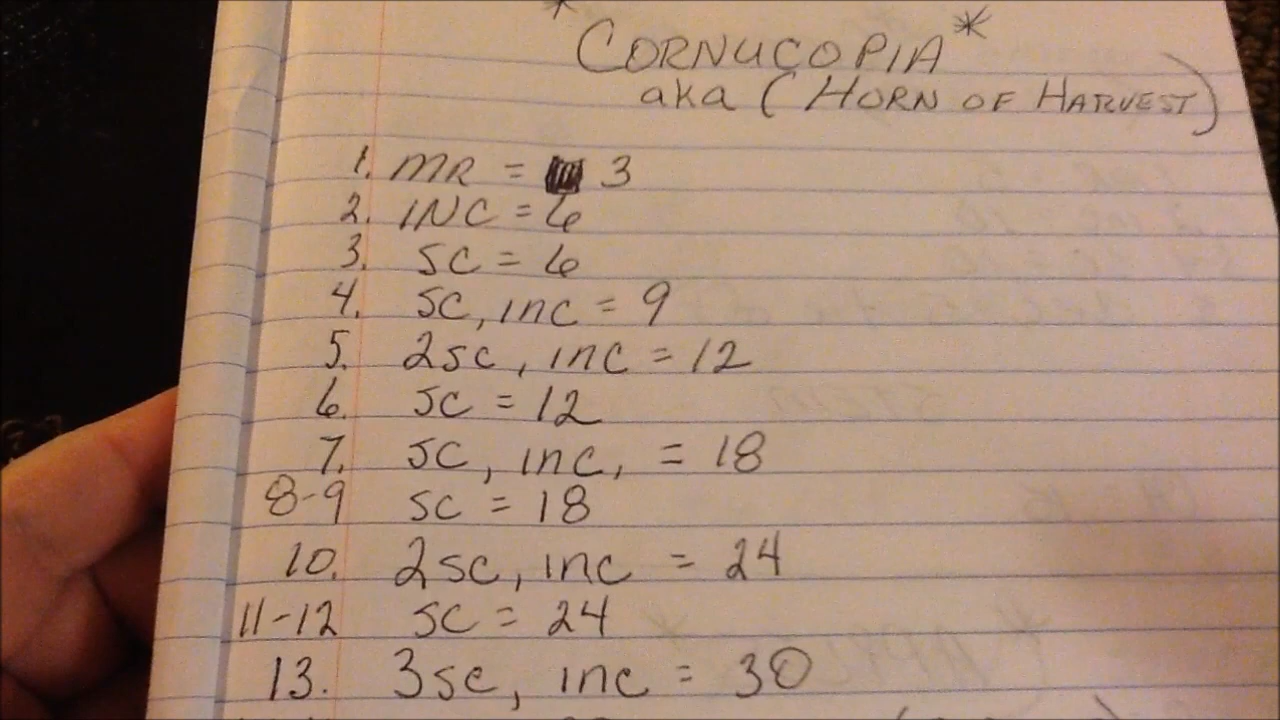 * CORNUCOPIA *
aka (HORN OF HARVEST)
1. MR = 3
2. INC = 6
3. SC = 6
4. SC, inc = 9
5. 2sc, inc = 12
6. SC = 12
7. SC, inc, = 18
8-9 SC = 18
10. 2sc, inc = 24
11-12 SC = 24
13. 3sc, inc = 30